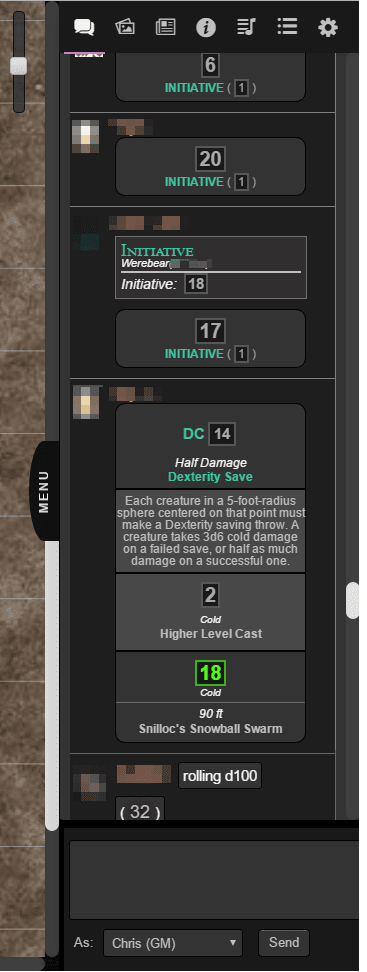 6
INITIATIVE ( 1 )
20
INITIATIVE ( 1 )
Initiative
Werebear
Initiative: 18
17
INITIATIVE ( 1 )
DC 14
Half Damage
Dexterity Save
Each creature in a 5-foot-radius
sphere centered on that point must
make a Dexterity saving throw. A
creature takes 3d6 cold damage
on a failed save, or half as much
damage on a successful one.
2
Cold
Higher Level Cast
18
Cold
90 ft
Snilloc's Snowball Swarm
rolling d100
( 32 )
MENU
As: Chris (GM) Send